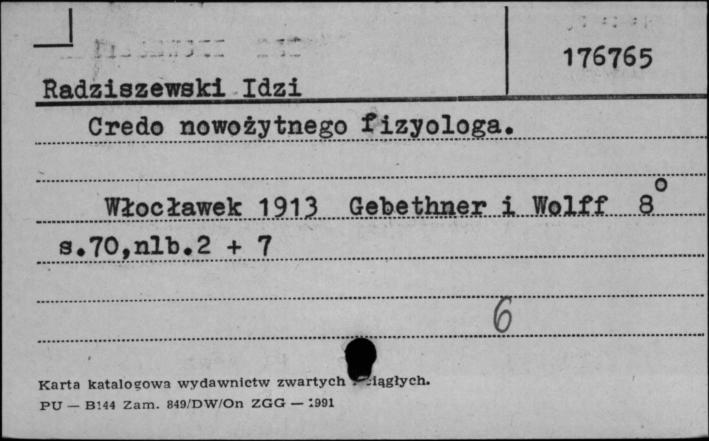 176765
Radziszewski Idzi
Credo nowożytnego fizyologa.
Włocławek 1913 Gebethner i Wolff 8°
s.70,nlb.2 + 7
6
Karta katalogowa wydawnictw zwartych ciągłych.
PU — B144 Zam. 849/DW/On ZGG — 1991